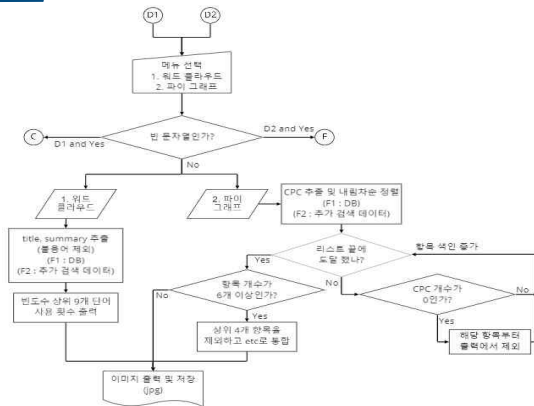 D1
D2
메뉴 선택
1. 워드 클라우드
2. 파이 그래프
C
D1 and Yes
빈 문자열인가?
D2 and Yes
F
No
1. 워드
클라우드
2. 파이
그래프
CPC 추출 및 내림차순 정렬
(F1 : DB)
(F2 : 추가 검색 데이터)
title, summary 추출
(불용어 제외)
(F1 : DB)
(F2 : 추가 검색 데이터)
리스트 끝에
도달 했나?
항목 색인 증가
Yes
No
빈도수 상위 9개 단어
사용 횟수 출력
항목 개수가
6개 이상인가?
No
Yes
CPC 개수가
0인가?
No
Yes
상위 4개 항목을
제외하고 etc로 통합
해당 항목부터
출력에서 제외
이미지 출력 및 저장
(jpg)